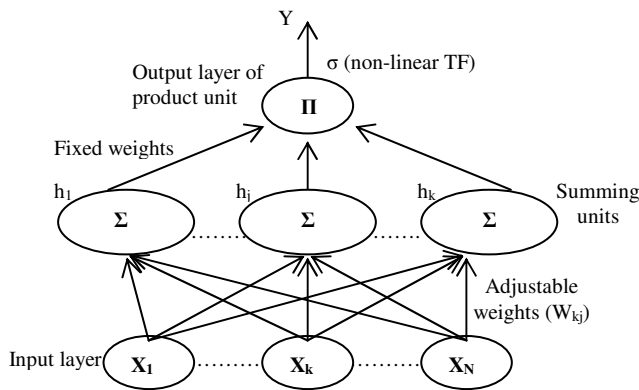 Y
σ (non-linear TF)
Output layer of
product unit
Π
Fixed weights
h1 hj hk
Σ Σ Σ
Summing
units
Adjustable
weights (Wkj)
Input layer
X1 Xk XN